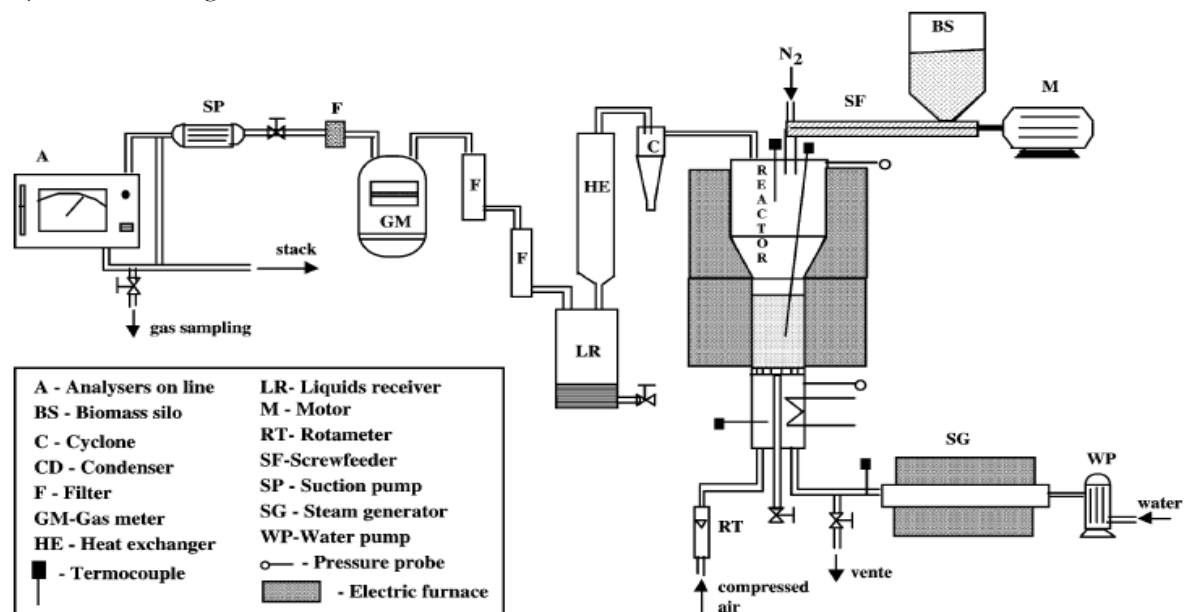 BS
N2
SP
F
SF
M
A
C
HE
REACTOR
F
GM
F
stack
gas sampling
LR
A - Analysers on line
BS - Biomass silo
C - Cyclone
CD - Condenser
F - Filter
GM-Gas meter
HE - Heat exchanger
- Termocouple
LR- Liquids receiver
M - Motor
RT- Rotameter
SF-Screwfeeder
SP - Suction pump
SG - Steam generator
WP-Water pump
- Pressure probe
- Electric furnace
SG
WP
water
RT
vente
compressed
air